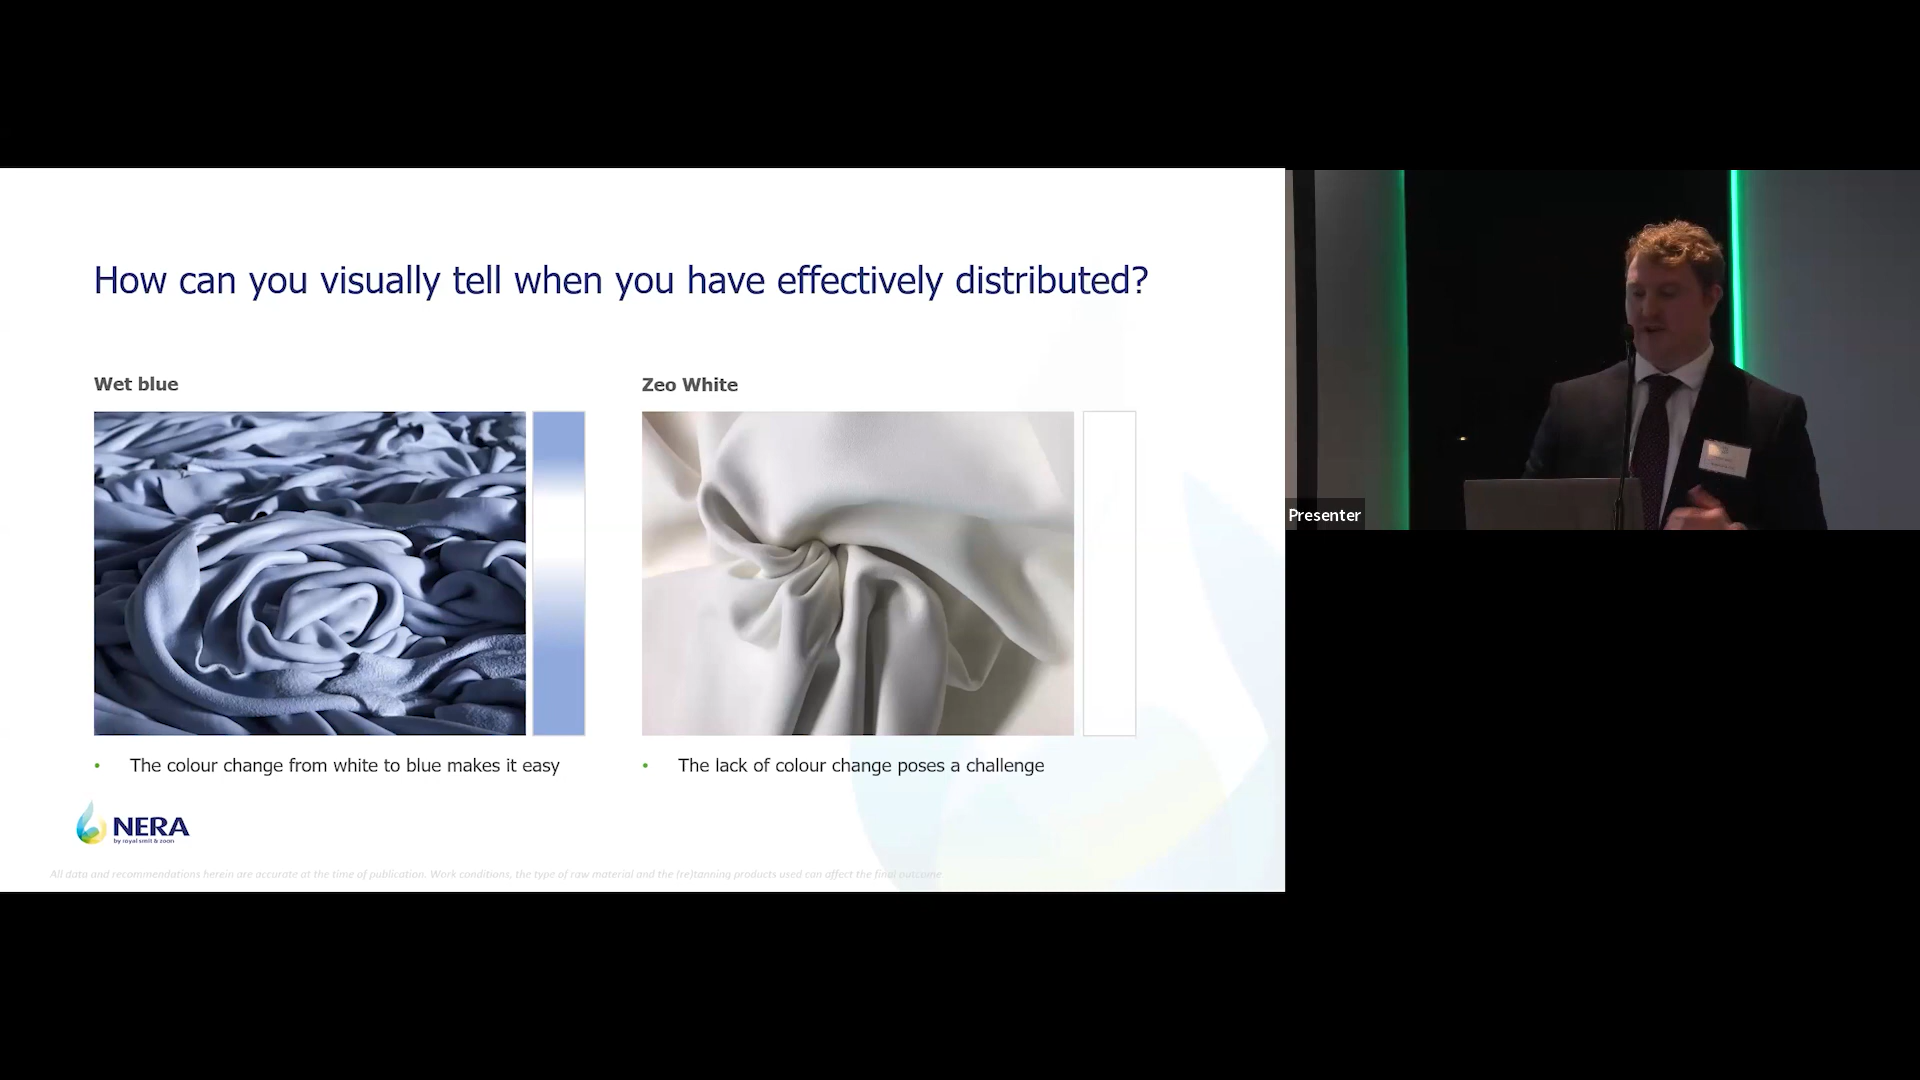 How can you visually tell when you have effectively distributed?
Wet blue
Zeo White
• The colour change from white to blue makes it easy
• The lack of colour change poses a challenge
NERA
by royal smit & zoon
All data and recommendations herein are accurate at the time of publication. Work conditions, the type of raw material and the (re)tanning products used can affect the final outcome.
Presenter